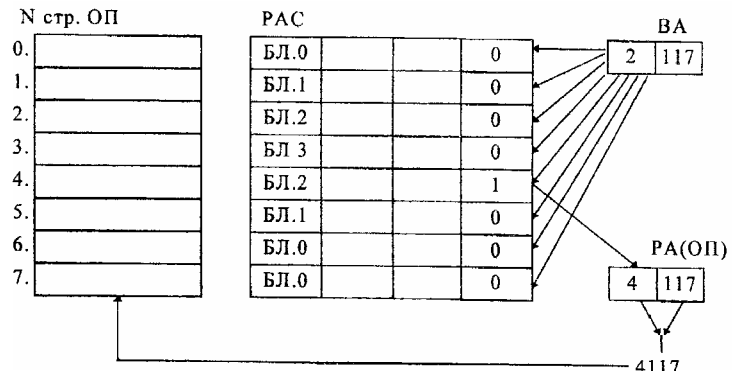 N стр. ОП РАС ВА
0. БЛ.0 0 2 117
1. БЛ.1 0
2. БЛ.2 0
3. БЛ 3 0
4. БЛ.2 1
5. БЛ.1 0
6. БЛ.0 0 РА(ОП)
7. БЛ.0 0 4 117
4117